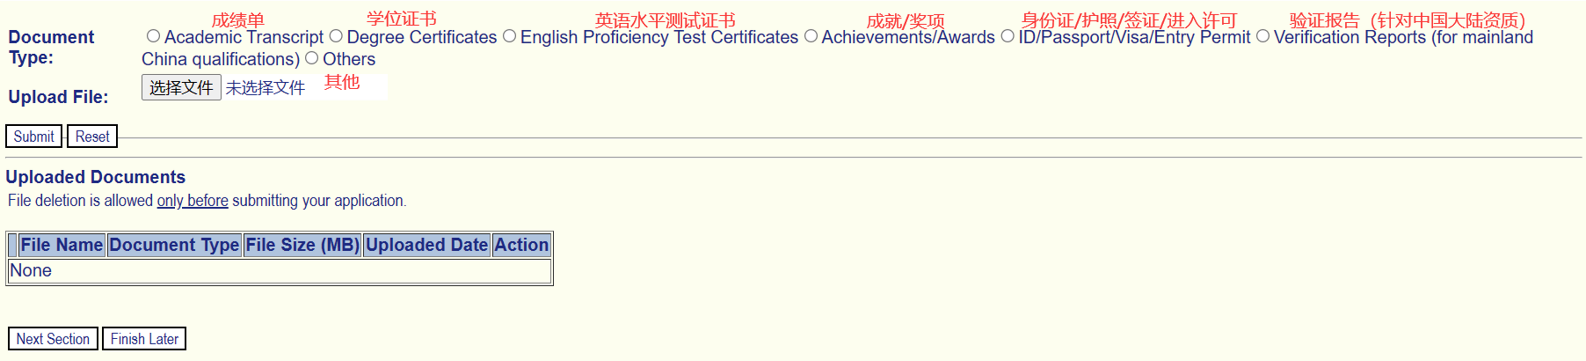 成绩单 学位证书 英语水平测试证书 成就/奖项 身份证/护照/签证/进入许可 验证报告（针对中国大陆资质）
Document Type: Academic Transcript Degree Certificates English Proficiency Test Certificates Achievements/Awards ID/Passport/Visa/Entry Permit Verification Reports (for mainland
China qualifications) Others
Upload File: 选择文件 未选择文件 其他
Submit Reset
Uploaded Documents
File deletion is allowed only before submitting your application.
File Name Document Type File Size (MB) Uploaded Date Action
None
Next Section Finish Later